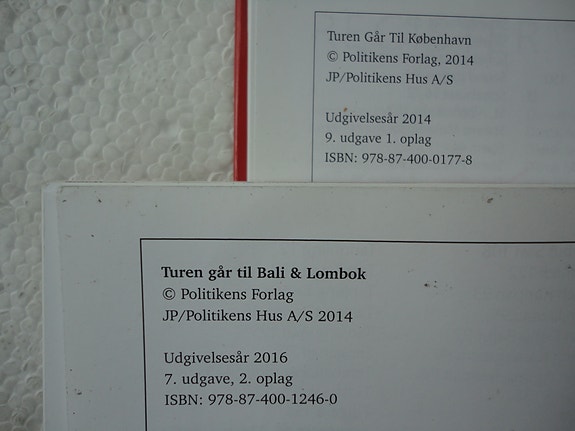 Turen Går Til København
© Politikens Forlag, 2014
JP/Politikens Hus A/S
Udgivelsesår 2014
9. udgave 1. oplag
ISBN: 978-87-400-0177-8
Turen går til Bali & Lombok
© Politikens Forlag
JP/Politikens Hus A/S 2014
Udgivelsesår 2016
7. udgave, 2. oplag
ISBN: 978-87-400-1246-0